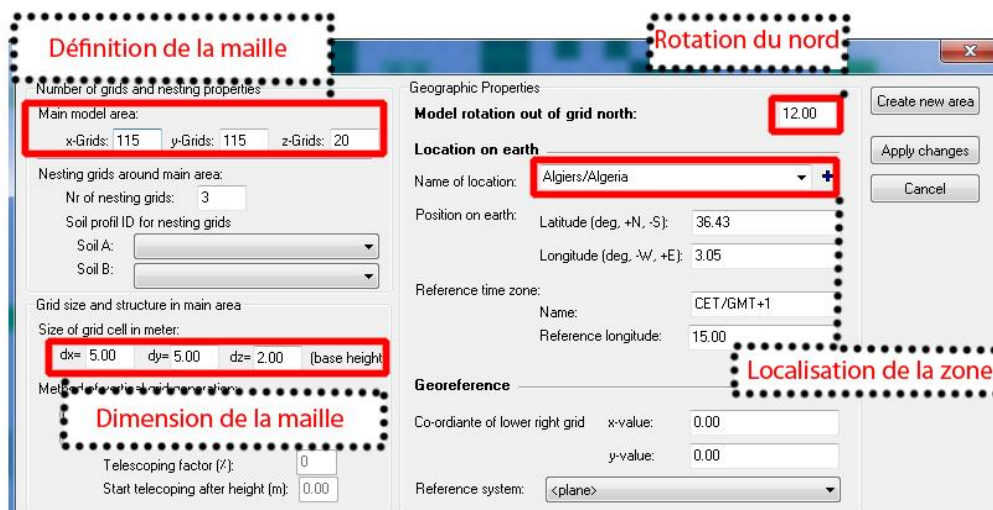 Définition de la maille
Rotation du nord
Number of grids and nesting properties
Main model area:
x-Grids: 115 y-Grids: 115 z-Grids: 20
Nesting grids around main area:
Nr of nesting grids: 3
Soil profil ID for nesting grids
Soil A:
Soil B:
Grid size and structure in main area
Size of grid cell in meter:
dx= 5.00 dy= 5.00 dz= 2.00 (base height
Method of vertical grid generation:
Dimension de la maille
Telescoping factor (%): 0
Start telecoping after height (m): 0.00
Geographic Properties
Model rotation out of grid north: 12.00
Location on earth
Name of location: Algiers/Algeria
Position on earth: Latitude (deg, +N, -S): 36.43
Longitude (deg, -W, +E): 3.05
Reference time zone:
Name: CET/GMT+1
Reference longitude: 15.00
Localisation de la zone
Georeference
Co-ordiante of lower right grid x-value: 0.00
y-value: 0.00
Reference system: <plane>
Create new area
Apply changes
Cancel